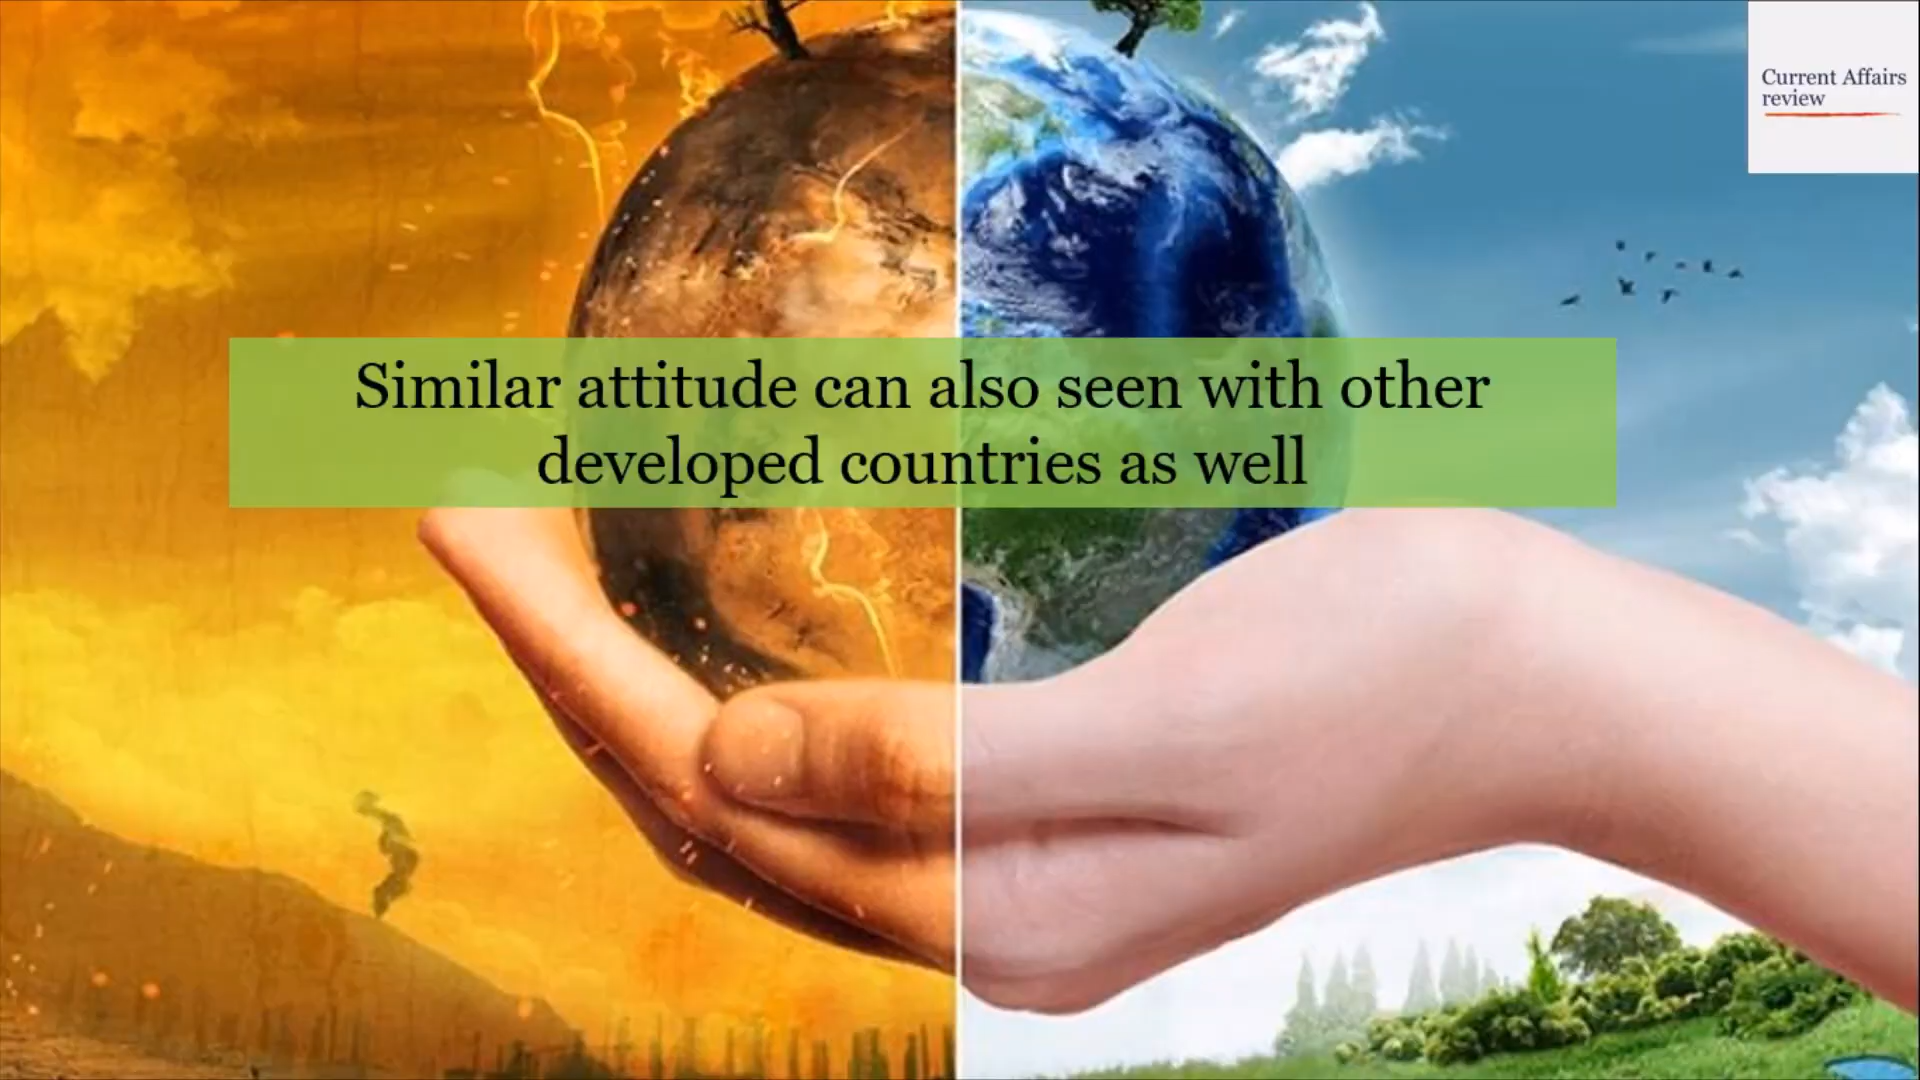 Current Affairs
review
Similar attitude can also seen with other
developed countries as well